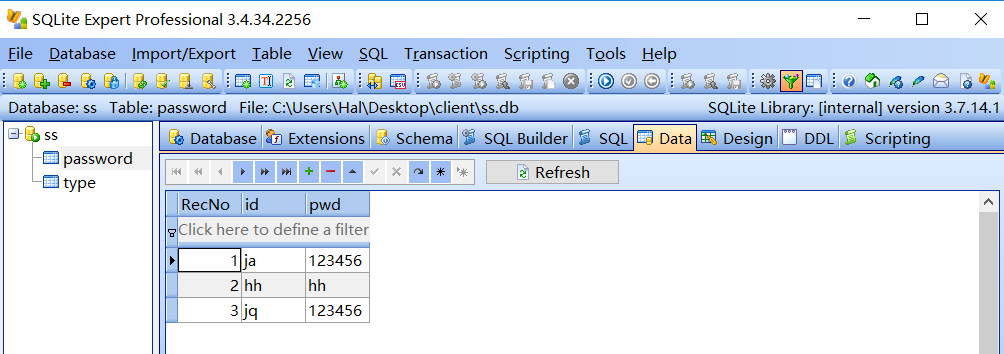 SQLite Expert Professional 3.4.34.2256
File Database Import/Export Table View SQL Transaction Scripting Tools Help
Database: ss Table: password File: C:\Users\Hal\Desktop\client\ss.db SQLite Library: [internal] version 3.7.14.1
ss
password
type
Database Extensions Schema SQL Builder SQL Data Design DDL Scripting
Refresh
RecNo id pwd
Click here to define a filter
1 ja 123456
2 hh hh
3 jq 123456